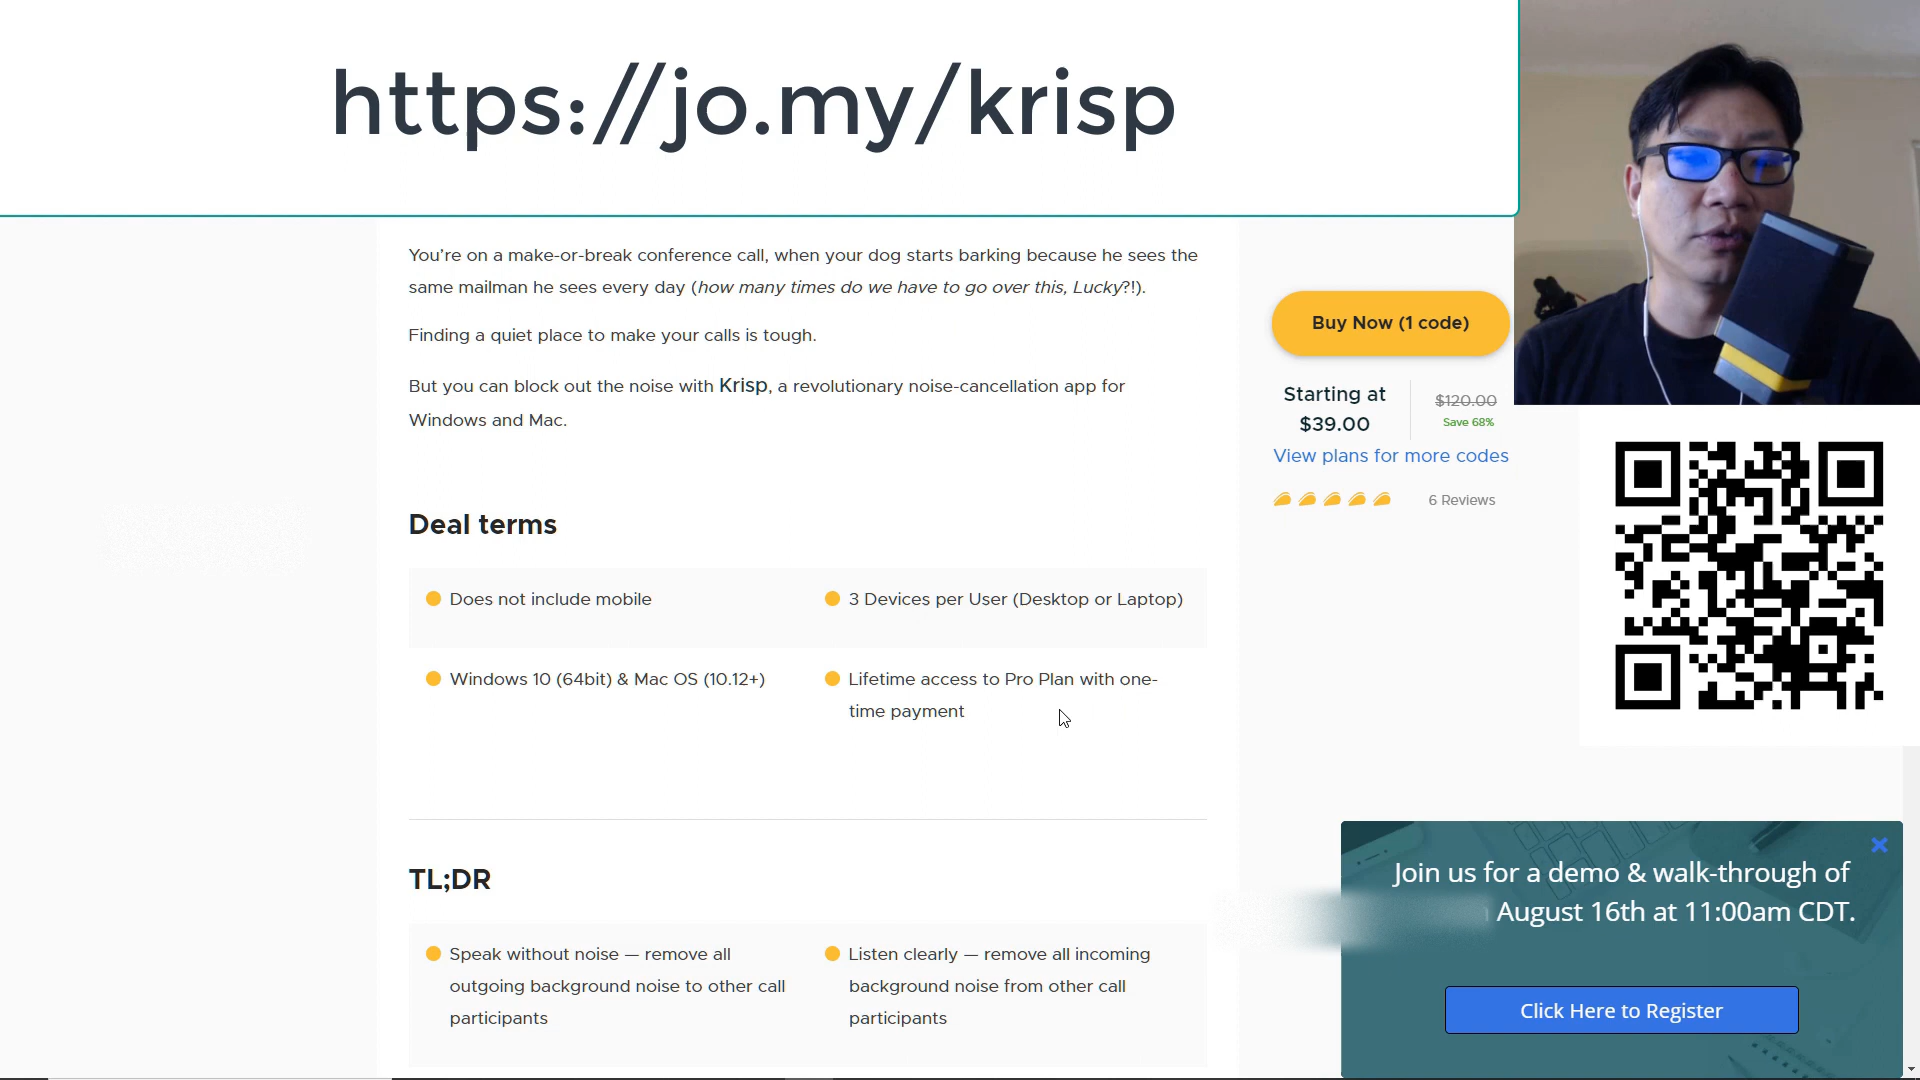 https://jo.my/krisp
You’re on a make-or-break conference call, when your dog starts barking because he sees the
same mailman he sees every day (how many times do we have to go over this, Lucky?!).
Finding a quiet place to make your calls is tough.
But you can block out the noise with Krisp, a revolutionary noise-cancellation app for
Windows and Mac.
Buy Now (1 code)
Starting at
$39.00
$120.00
Save 68%
View plans for more codes
6 Reviews
Deal terms
Does not include mobile
3 Devices per User (Desktop or Laptop)
Windows 10 (64bit) & Mac OS (10.12+)
Lifetime access to Pro Plan with one-
time payment
TL;DR
Speak without noise — remove all
outgoing background noise to other call
participants
Listen clearly — remove all incoming
background noise from other call
participants
Join us for a demo & walk-through of
August 16th at 11:00am CDT.
Click Here to Register